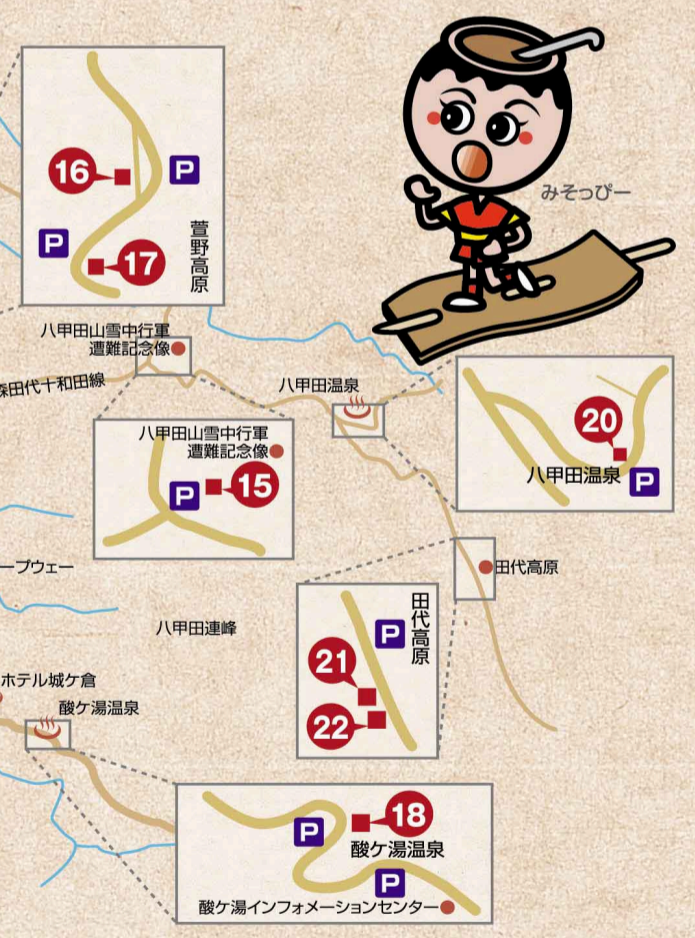 みそっぴー
16
P
P
17
萱野高原
八甲田山雪中行軍
遭難記念像
森田代十和田線
八甲田温泉
八甲田山雪中行軍
遭難記念像
P
15
20
八甲田温泉
P
ープウェー
田代高原
八甲田連峰
田代高原
P
21
22
ホテル城ケ倉
酸ケ湯温泉
P
18
酸ケ湯温泉
P
酸ケ湯インフォメーションセンター